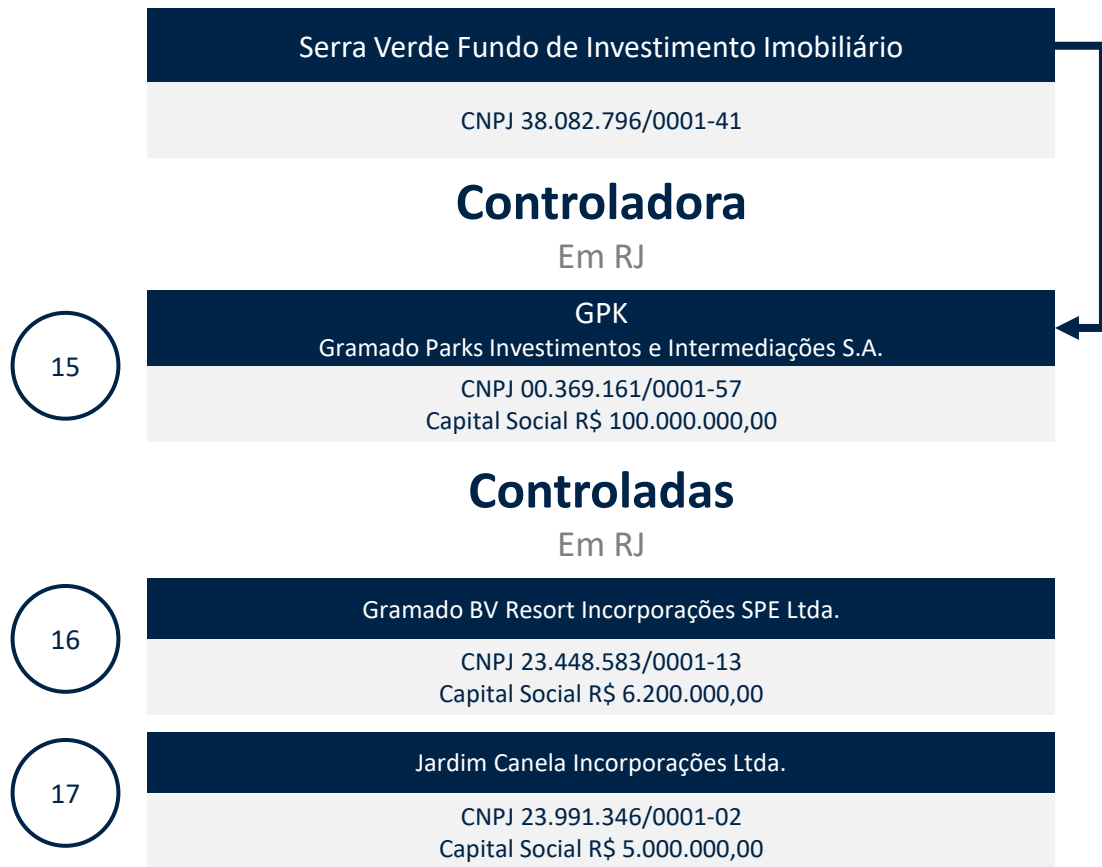 Serra Verde Fundo de Investimento Imobiliário
CNPJ 38.082.796/0001-41
Controladora
Em RJ
15
GPK
Gramado Parks Investimentos e Intermediações S.A.
CNPJ 00.369.161/0001-57
Capital Social R$ 100.000.000,00
Controladas
Em RJ
16
Gramado BV Resort Incorporações SPE Ltda.
CNPJ 23.448.583/0001-13
Capital Social R$ 6.200.000,00
17
Jardim Canela Incorporações Ltda.
CNPJ 23.991.346/0001-02
Capital Social R$ 5.000.000,00